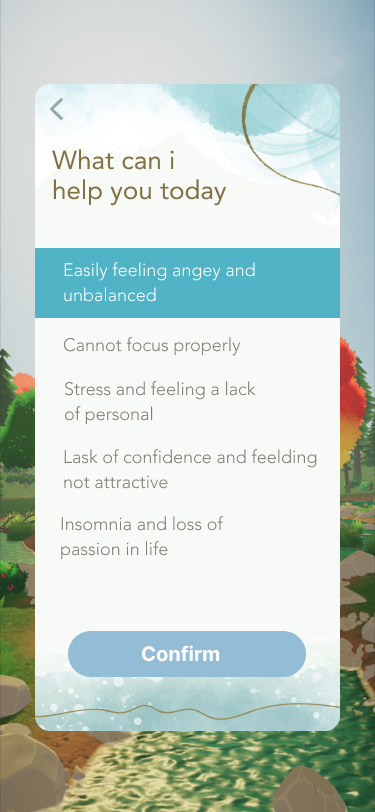 What can i
help you today
Easily feeling angey and
unbalanced
Cannot focus properly
Stress and feeling a lack
of personal
Lask of confidence and feelding
not attractive
Insomnia and loss of
passion in life
Confirm